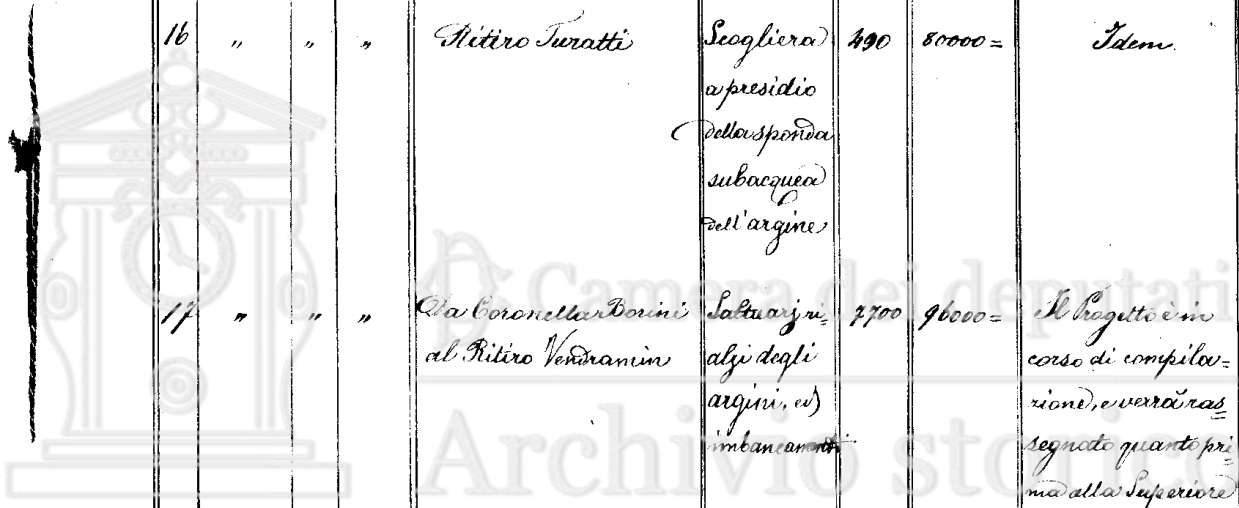 16 " " " Ritiro Turatti Scogliera 490 80000= Idem.
a presidio
della sponda
subacquea
dell'argine
17 " " " Da Coronella Borini Saltuarj ri= 7700 96000= Il Progetto è in
al Ritiro Vendramin alzi degli corso di compila=
argini, ed zione, e verrà ras=
imbancamenti segnato quanto pri=
ma alla Superiore
Camera dei deputati
Archivio storico